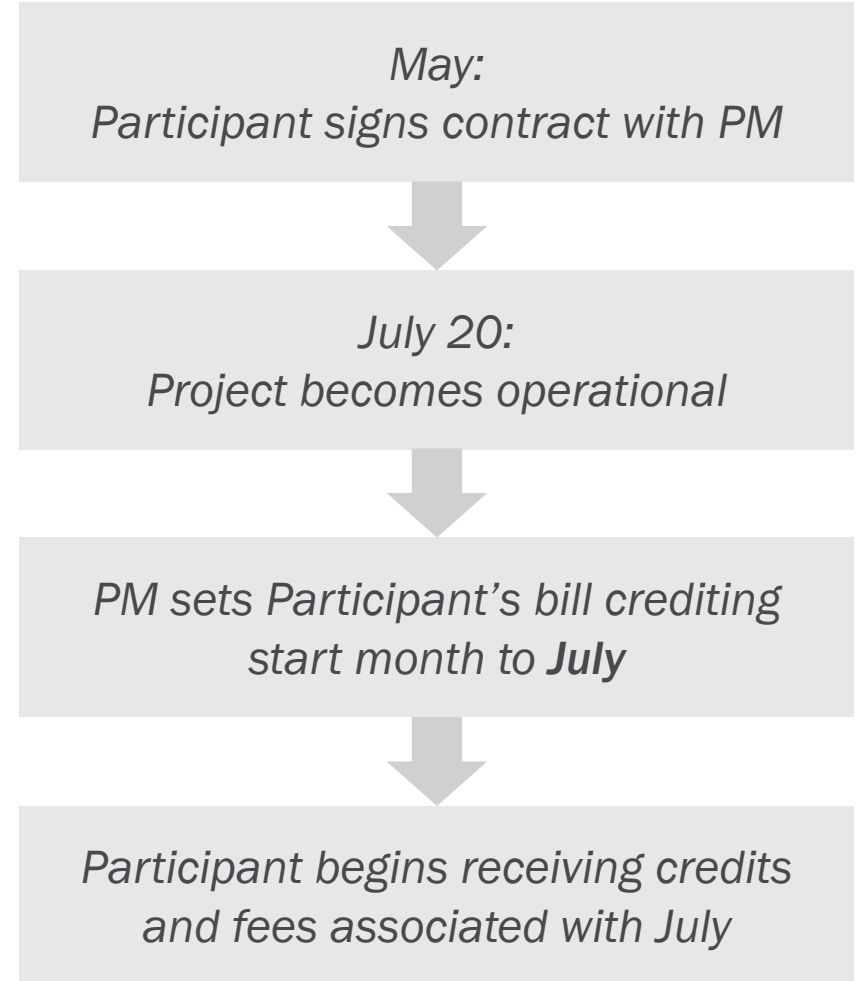 May:
Participant signs contract with PM
July 20:
Project becomes operational
PM sets Participant’s bill crediting
start month to July
Participant begins receiving credits
and fees associated with July